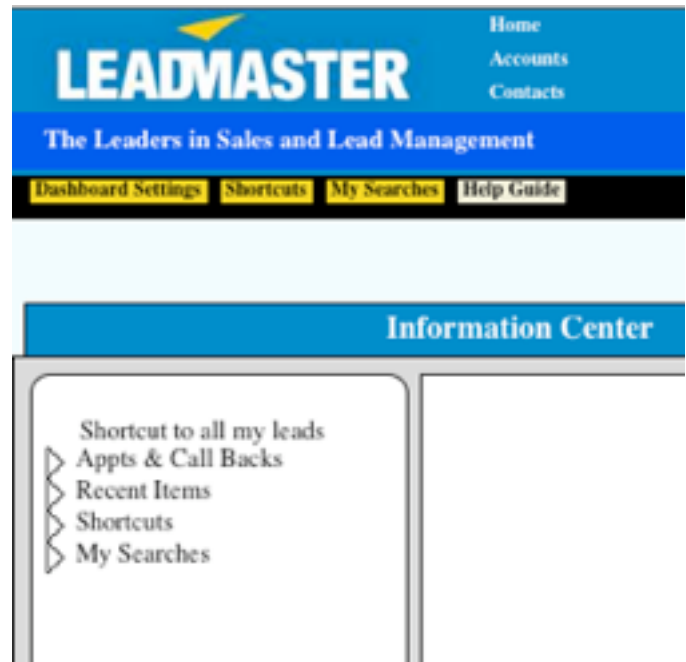 LEADMASTER
Home
Accounts
Contacts
The Leaders in Sales and Lead Management
Dashboard Settings Shortcuts My Searches Help Guide
Information Center
Shortcut to all my leads
Appts & Call Backs
Recent Items
Shortcuts
My Searches